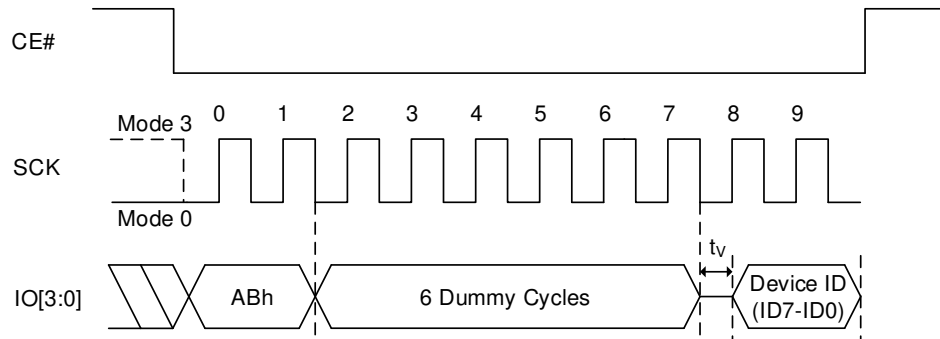 CE#
0 1 2 3 4 5 6 7 8 9
Mode 3
SCK
Mode 0
tV
IO[3:0]
ABh
6 Dummy Cycles
Device ID
(ID7-ID0)